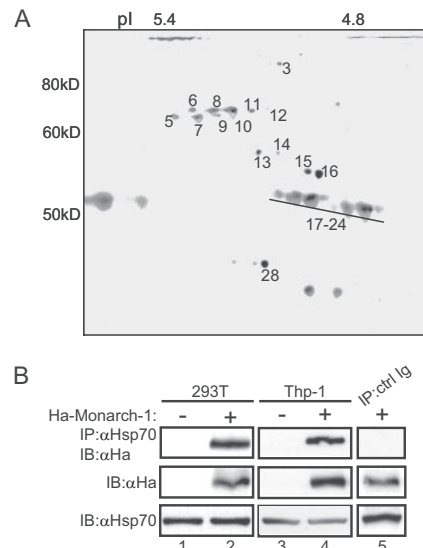 A
pI 5.4 4.8
80kD
3
6 8 11
5 7 9 10 12
60kD
13 14
15 16
50kD
17-24
28
B
293T Thp-1 IP:ctrl Ig
Ha-Monarch-1: - + - + +
IP:αHsp70
IB:αHa
IB:αHa
IB:αHsp70
1 2 3 4 5